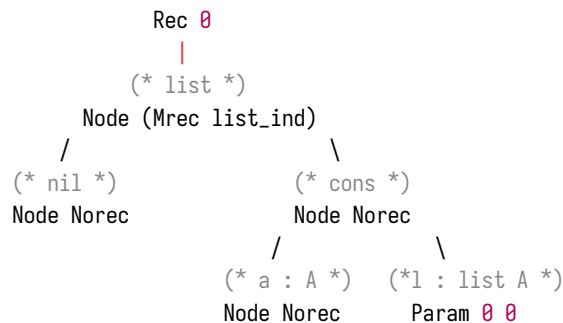 Rec 0
|
(* list *)
Node (Mrec list_ind)
/ \
(* nil *) (* cons *)
Node Norec Node Norec
/ \
(* a : A *) (*l : list A *)
Node Norec Param 0 0